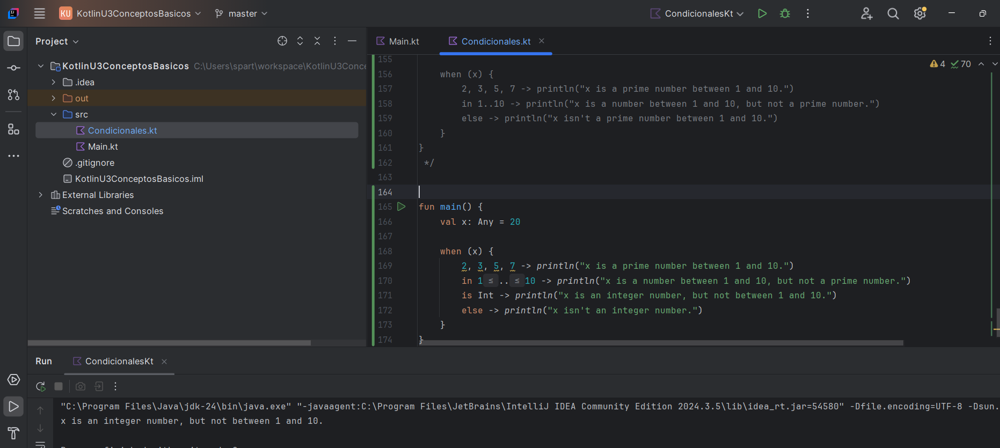 KU KotlinU3ConceptosBasicos master CondicionalesKt
Project
KotlinU3ConceptosBasicos C:\Users\spart\workspace\KotlinU3Conce
.idea
out
src
Condicionales.kt
Main.kt
.gitignore
KotlinU3ConceptosBasicos.iml
External Libraries
Scratches and Consoles
Main.kt Condicionales.kt
4 70
155
156 when (x) {
157 2, 3, 5, 7 -> println("x is a prime number between 1 and 10.")
158 in 1..10 -> println("x is a number between 1 and 10, but not a prime number.")
159 else -> println("x isn't a prime number between 1 and 10.")
160 }
161 }
162 */
163
164
165 fun main() {
166 val x: Any = 20
167
168 when (x) {
169 2, 3, 5, 7 -> println("x is a prime number between 1 and 10.")
170 in 1 ≤ .. ≤ 10 -> println("x is a number between 1 and 10, but not a prime number.")
171 is Int -> println("x is an integer number, but not between 1 and 10.")
172 else -> println("x isn't an integer number.")
173 }
174 }
Run CondicionalesKt
"C:\Program Files\Java\jdk-24\bin\java.exe" "-javaagent:C:\Program Files\JetBrains\IntelliJ IDEA Community Edition 2024.3.5\lib\idea_rt.jar=54580" -Dfile.encoding=UTF-8 -Dsun.
x is an integer number, but not between 1 and 10.